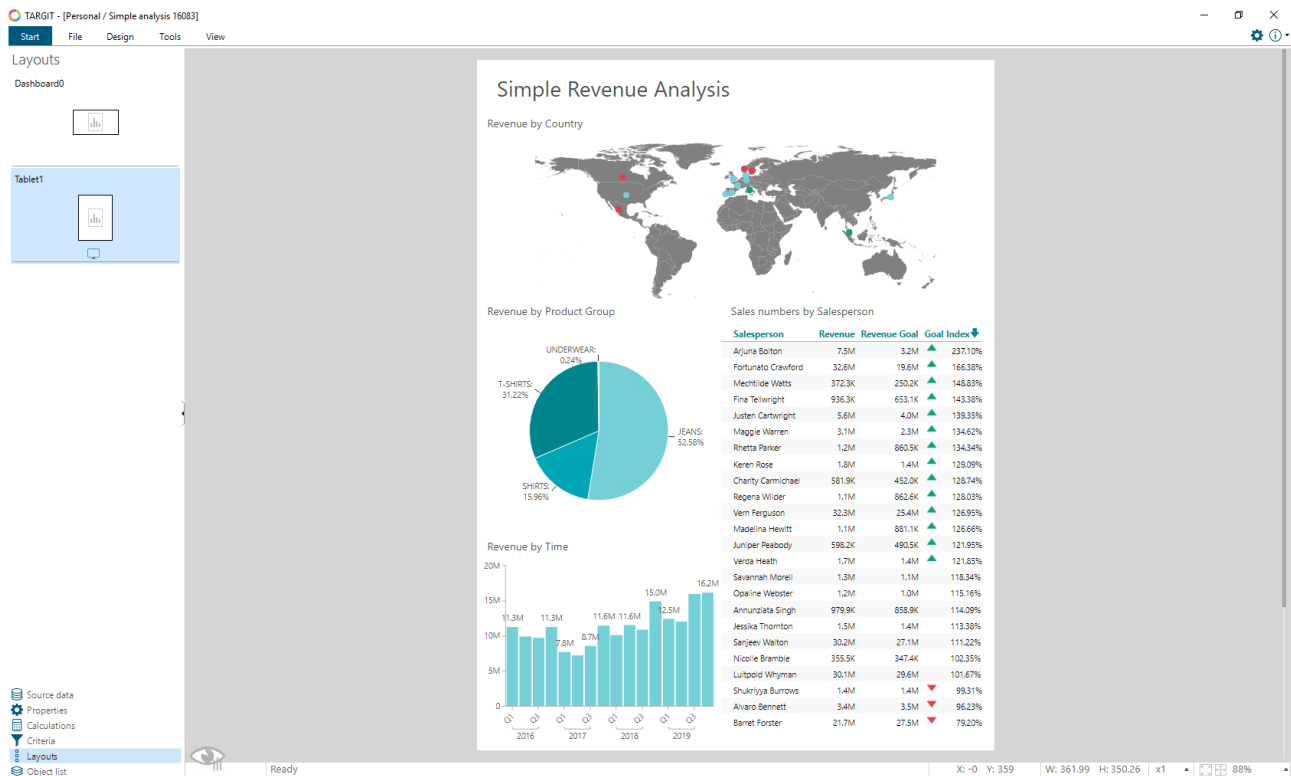 TARGIT - [Personal / Simple analysis 16083]
Start File Design Tools View
Layouts
Dashboard0
Tablet1
Simple Revenue Analysis
Revenue by Country
Revenue by Product Group
UNDERWEAR:
0.24%
T-SHIRTS:
31.22%
JEANS:
52.58%
SHIRTS:
15.96%
Revenue by Time
20M
15M
10M
5M
0
11.3M
11.3M
7.8M
8.7M
11.6M
11.6M
15.0M
12.5M
16.2M
Q1 Q3 Q1 Q3 Q1 Q3 Q1 Q3
2016 2017 2018 2019
Sales numbers by Salesperson
Salesperson Revenue Revenue Goal Goal Index
Arjuna Bolton 7.5M 3.2M 237.10%
Fortunato Crawford 32.6M 19.6M 166.38%
Mechtilde Watts 372.3K 250.2K 148.83%
Fina Tellwright 936.3K 653.1K 143.38%
Justen Cartwright 5.6M 4.0M 139.35%
Maggie Warren 3.1M 2.3M 134.62%
Rhetta Parker 1.2M 860.5K 134.34%
Keren Rose 1.8M 1.4M 129.09%
Charity Carmichael 581.9K 452.0K 128.74%
Regena Wilder 1.1M 862.6K 128.03%
Vern Ferguson 32.3M 25.4M 126.95%
Madelina Hewitt 1.1M 881.1K 126.66%
Juniper Peabody 598.2K 490.5K 121.95%
Verda Heath 1.7M 1.4M 121.85%
Savannah Morell 1.3M 1.1M 118.34%
Opaline Webster 1.2M 1.0M 115.16%
Annunziata Singh 979.9K 858.9K 114.09%
Jessika Thornton 1.5M 1.4M 113.38%
Sanjeev Walton 30.2M 27.1M 111.22%
Nicolle Bramble 355.5K 347.4K 102.35%
Luitpold Whyman 30.1M 29.6M 101.67%
Shukriyya Burrows 1.4M 1.4M 99.31%
Alvaro Bennett 3.4M 3.5M 96.23%
Barret Forster 21.7M 27.5M 79.20%
Source data
Properties
Calculations
Criteria
Layouts
Object list
Ready
X: -0 Y: 359 W: 361.99 H: 350.26 x1 88%